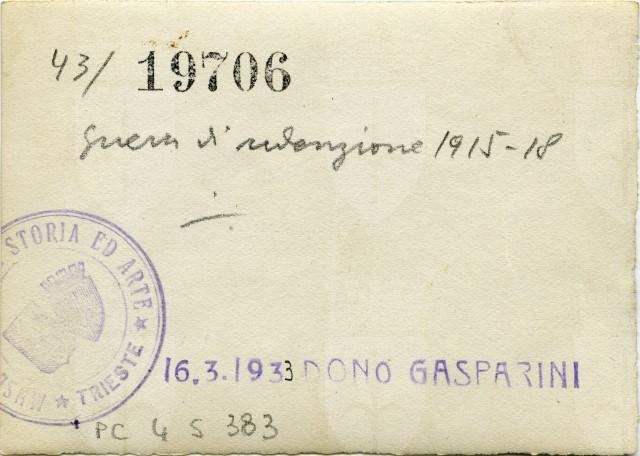 43/ 19706
Guerra di redenzione 1915-18
STORIA ED ARTE
★ TRIESTE ★
16.3.1933 DONO GASPARINI
PC 4 S 383